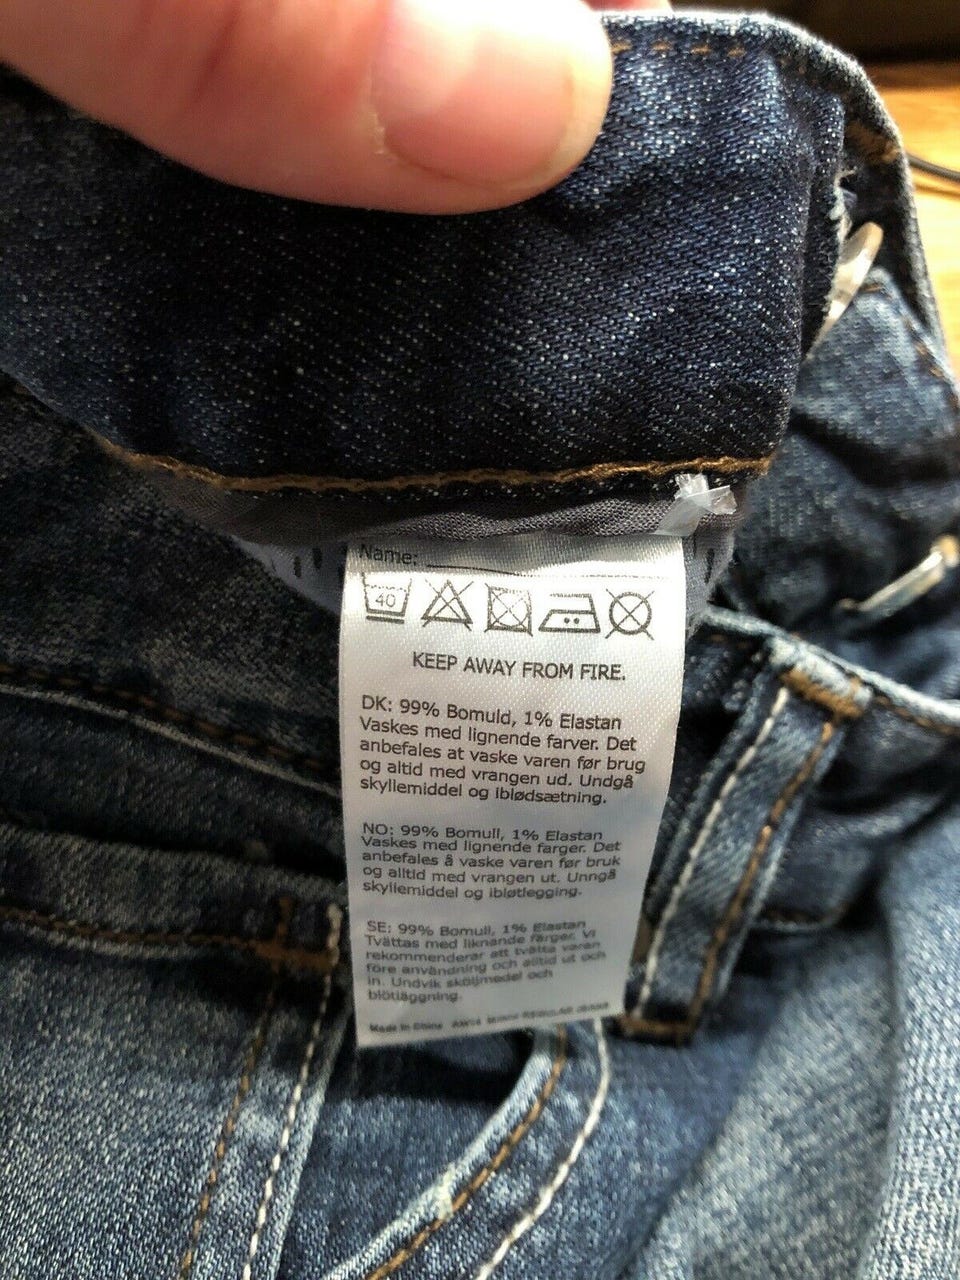 Name:
40
KEEP AWAY FROM FIRE.
DK: 99% Bomuld, 1% Elastan
Vaskes med lignende farver. Det
anbefales at vaske varen før brug
og altid med vrangen ud. Undgå
skyllemiddel og iblødsætning.
NO: 99% Bomull, 1% Elastan
Vaskes med lignende farger. Det
anbefales å vaske varen før bruk
og alltid med vrangen ut. Unngå
skyllemiddel og ibløtlegging.
SE: 99% Bomull, 1% Elastan
Tvättas med liknande färger. Vi
rekommenderar att tvätta varan
före användning och alltid ut och
in. Undvik sköljmedel och
blötläggning.
Made in China REGULAR JEANS